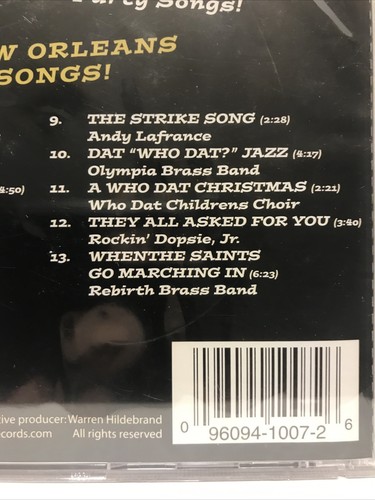 Party Songs!
W ORLEANS
SONGS!
9. THE STRIKE SONG (2:28)
Andy Lafrance
10. DAT "WHO DAT?" JAZZ (4:17)
Olympia Brass Band
4:50)
11. A WHO DAT CHRISTMAS (2:21)
Who Dat Childrens Choir
12. THEY ALL ASKED FOR YOU (3:40)
Rockin' Dopsie, Jr.
13. WHENTHE SAINTS
GO MARCHING IN (6:23)
Rebirth Brass Band
tive producer: Warren Hildebrand
cords.com All rights reserved
0 96094-1007-2 6